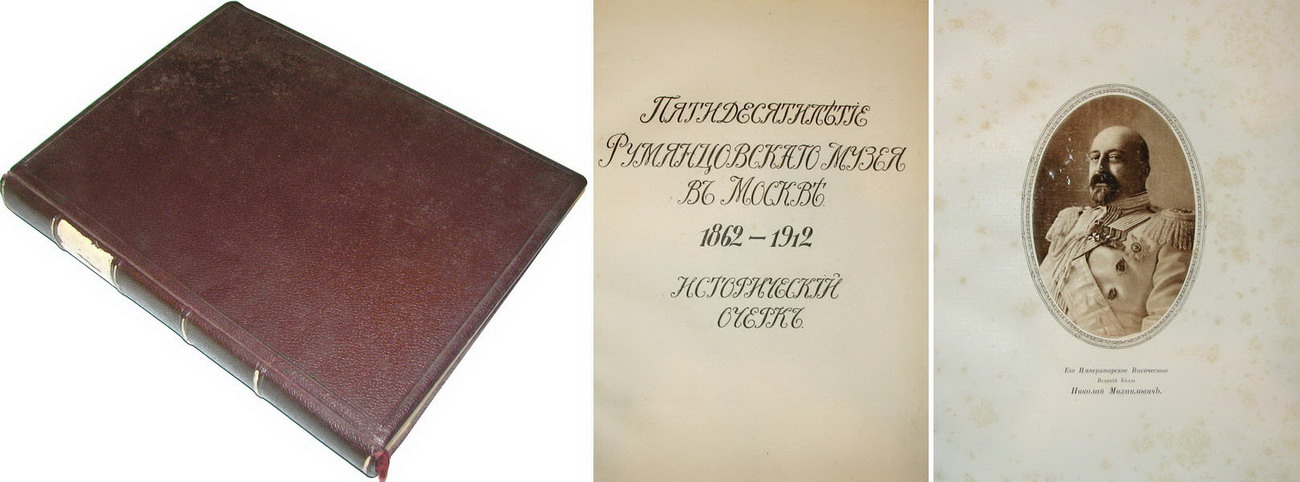 Пятидесятилѣтіе
Румянцовскаго музея
въ Москвѣ.
1862–1912
Историческій
очеркъ.
Его Императорское Высочество
Великій Князь
Николай Михаиловичъ.